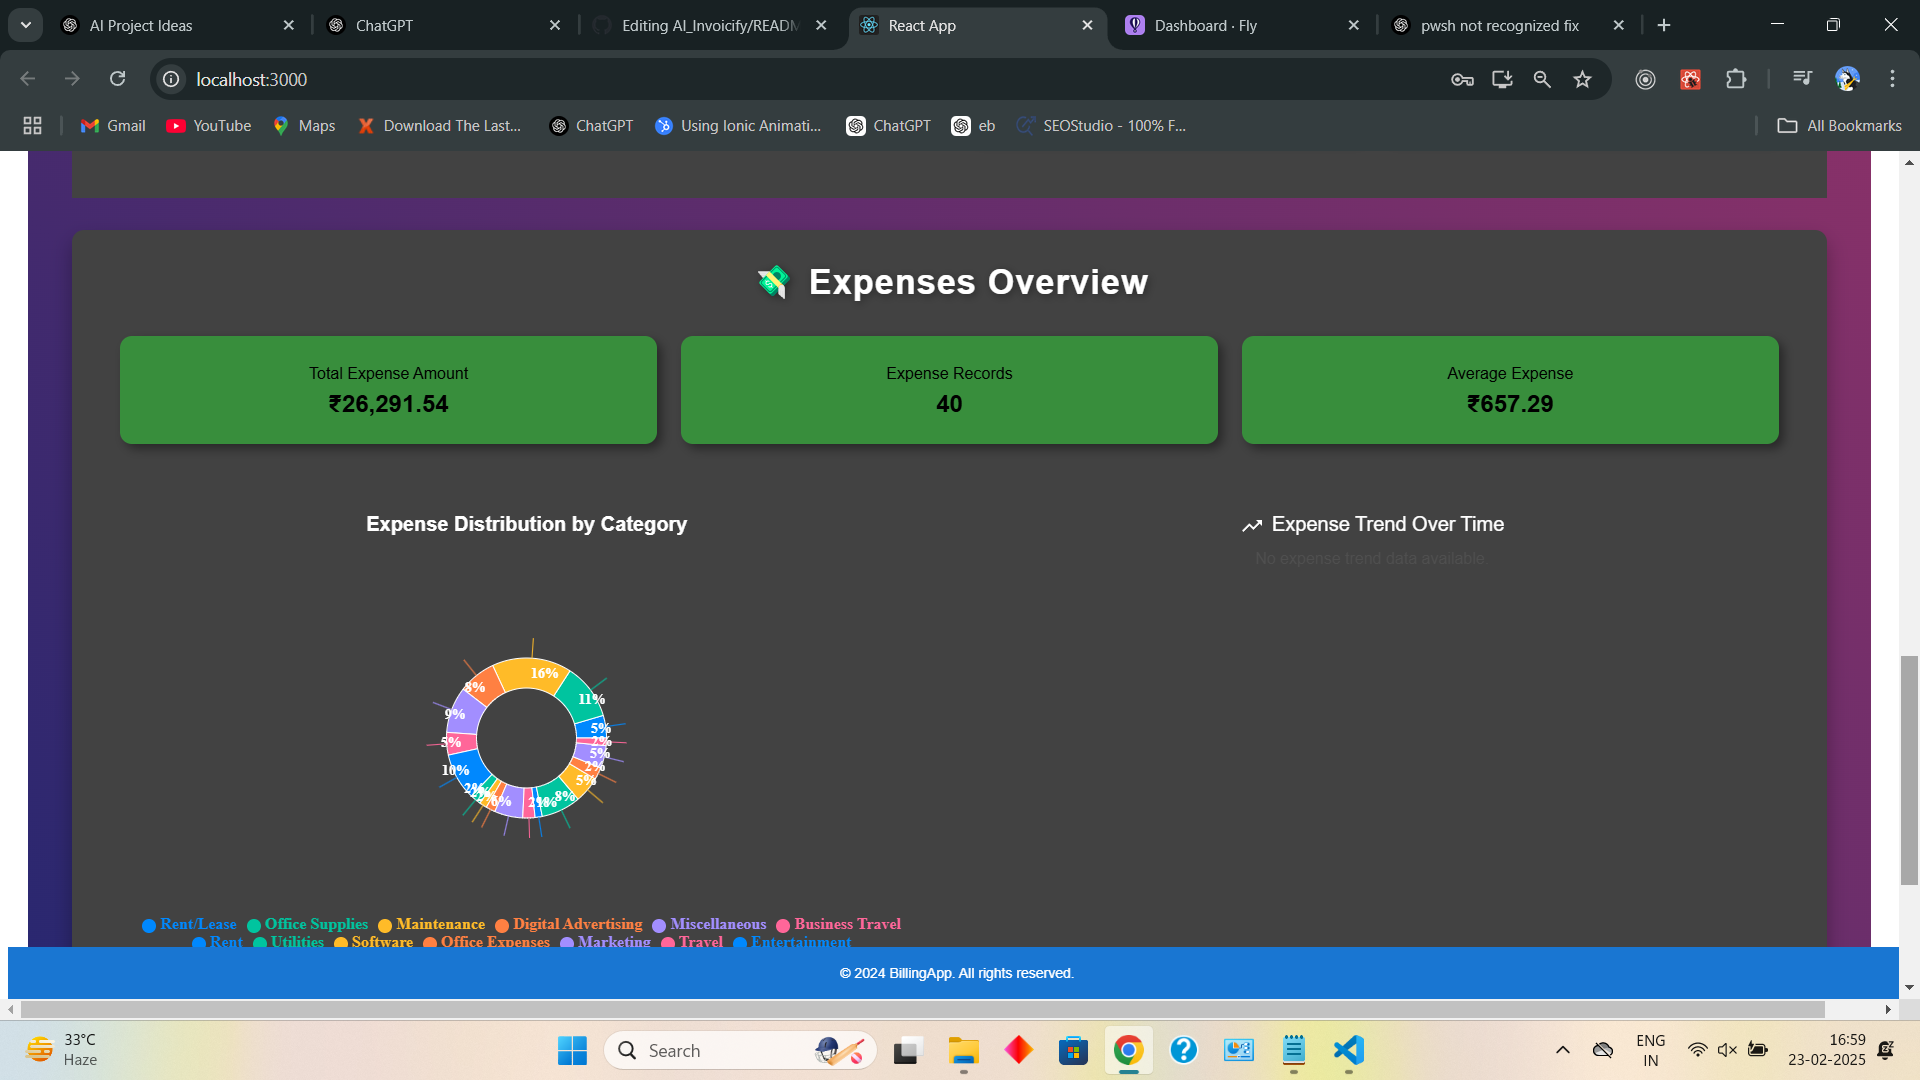 AI Project Ideas
ChatGPT
Editing AI_Invoicify/READM
React App
Dashboard · Fly
pwsh not recognized fix
localhost:3000
Gmail
YouTube
Maps
Download The Last...
ChatGPT
Using Ionic Animati...
ChatGPT
eb
SEOStudio - 100% F...
All Bookmarks
Expenses Overview
Total Expense Amount
₹26,291.54
Expense Records
40
Average Expense
₹657.29
Expense Distribution by Category
Expense Trend Over Time
No expense trend data available.
16%
8%
11%
9%
5%
2%
5%
5%
2%
10%
5%
2%
8%
6%
2%
Rent/Lease Office Supplies Maintenance Digital Advertising Miscellaneous Business Travel
Rent Utilities Software Office Expenses Marketing Travel Entertainment
© 2024 BillingApp. All rights reserved.
33°C
Haze
Search
ENG
IN
16:59
23-02-2025